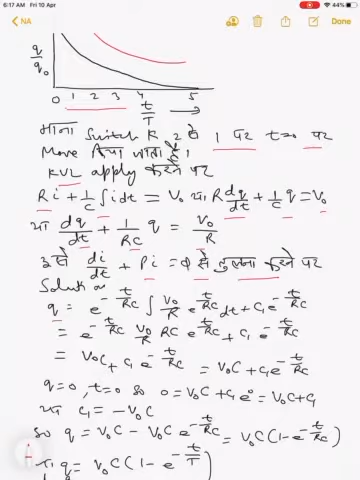 6:17 AM Fri 10 Apr
44%
NA
Done
q/q₀
0 1 2 3 4 5
t/T
माना Switch K 2 से 1 पर t=0 पर
Move किया जाता है।
KVL apply करने पर
Ri + 1/C ∫idt = V₀ या R dq/dt + 1/C q = V₀
या dq/dt + 1/RC q = V₀/R
इसे di/dt + Pi = Q से तुलना करने पर
Solution
q = e^(-t/RC) ∫ V₀/R e^(t/RC) dt + C₁ e^(-t/RC)
= e^(-t/RC) V₀/R RC e^(t/RC) + C₁ e^(-t/RC)
= V₀C + C₁ e^(-t/RC) = V₀C + C₁ e^(-t/RC)
q=0, t=0 so 0 = V₀C + C₁ e⁰ = V₀C + C₁
या C₁ = -V₀C
So q = V₀C - V₀C e^(-t/RC) = V₀C (1 - e^(-t/RC))
या q = V₀C (1 - e^(-t/T))